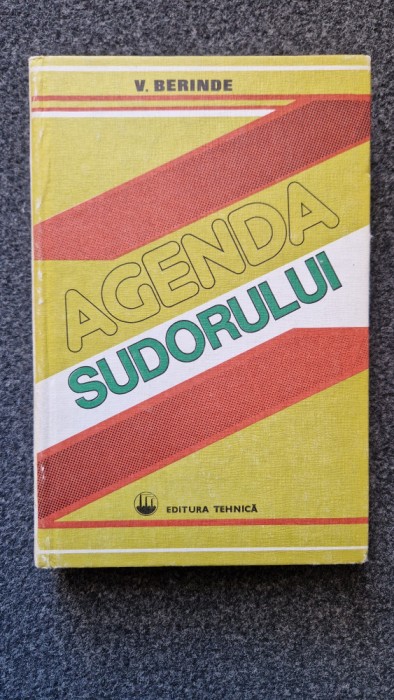 V. BERINDE
AGENDA
SUDORULUI
EDITURA TEHNICĂ